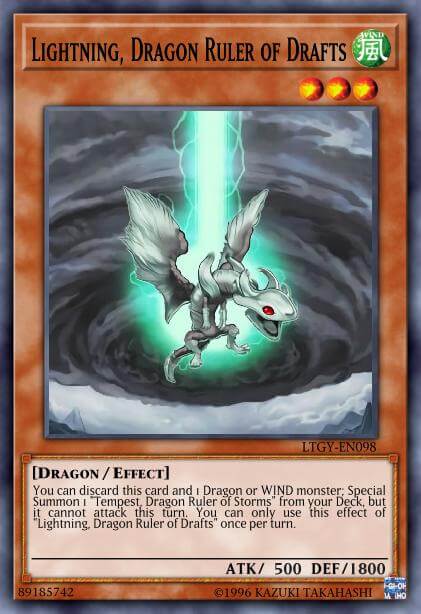 Lightning, Dragon Ruler of Drafts
WIND
風
LTGY-EN098
[Dragon / Effect]
You can discard this card and 1 Dragon or WIND monster; Special
Summon 1 "Tempest, Dragon Ruler of Storms" from your Deck, but
it cannot attack this turn. You can only use this effect of
"Lightning, Dragon Ruler of Drafts" once per turn.
ATK/ 500 DEF/1800
89185742
©1996 KAZUKI TAKAHASHI